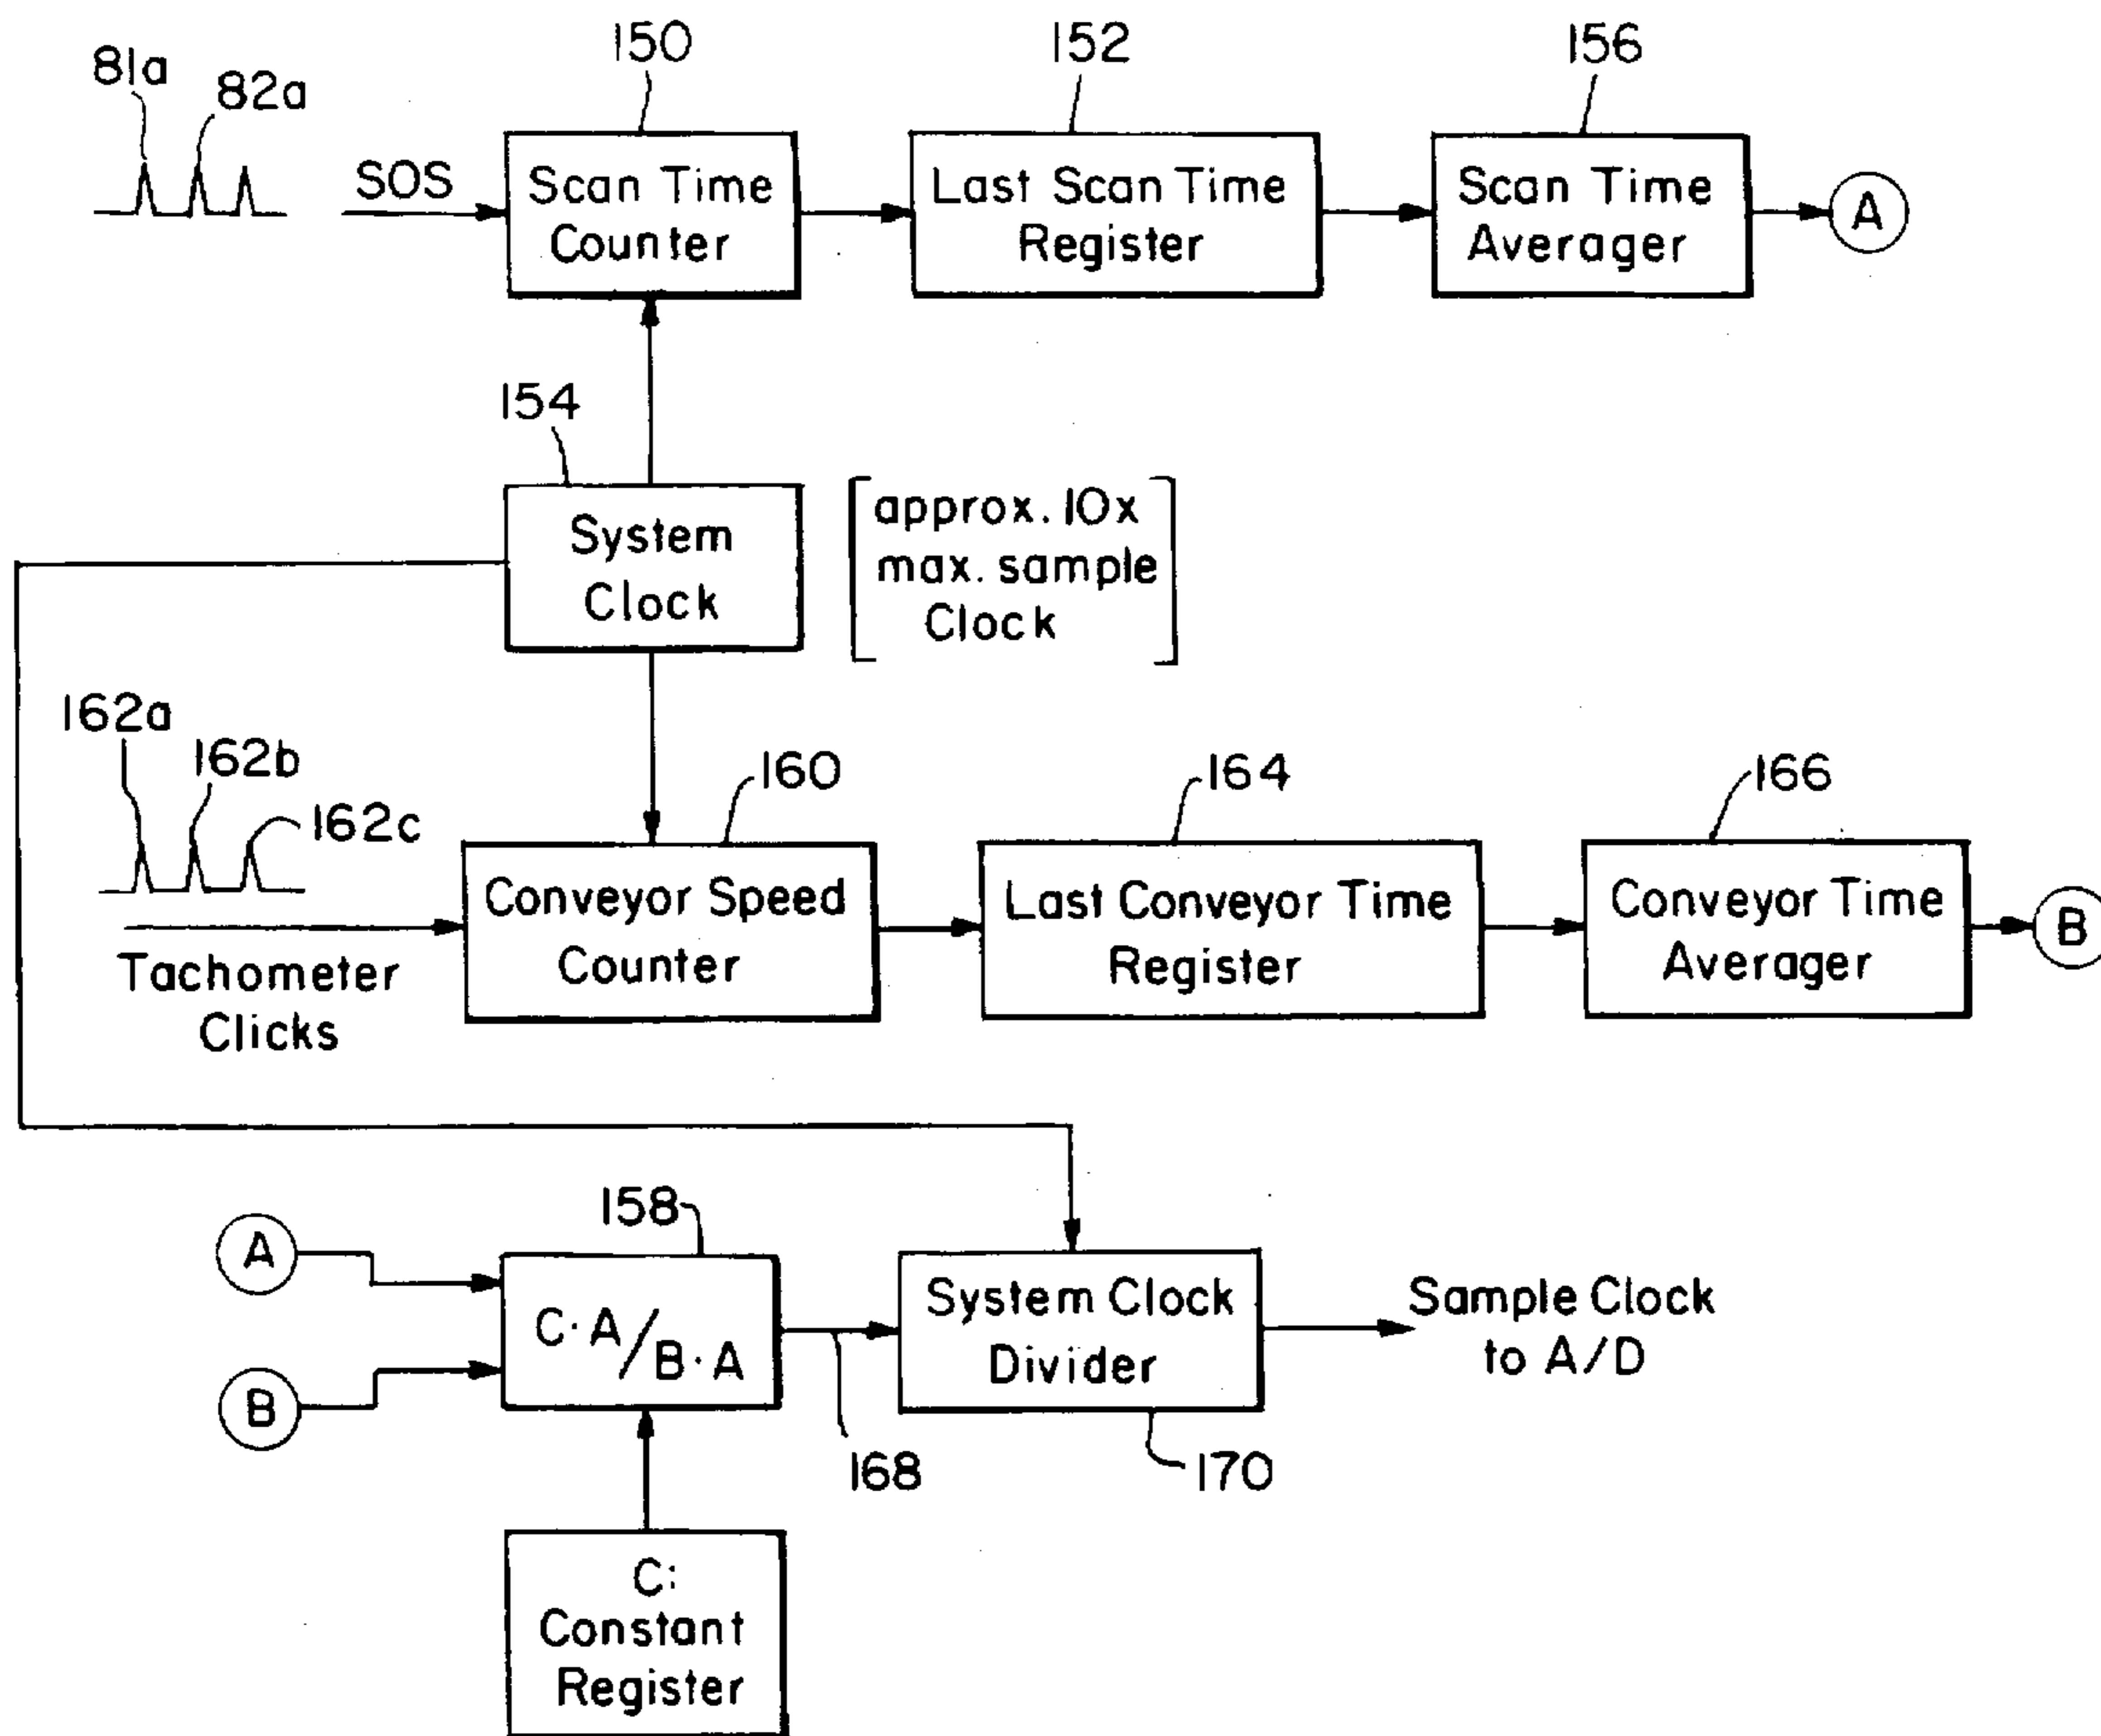 150
152
156
81a
82a
SOS
Scan Time
Counter
Last Scan Time
Register
Scan Time
Averager
A
154
System
Clock
approx. 10x
max. sample
Clock
162a
162b
162c
160
164
166
Conveyor Speed
Counter
Last Conveyor Time
Register
Conveyor Time
Averager
B
Tachometer
Clicks
158
A
B
C·A/B·A
System Clock
Divider
Sample Clock
to A/D
168
170
C:
Constant
Register